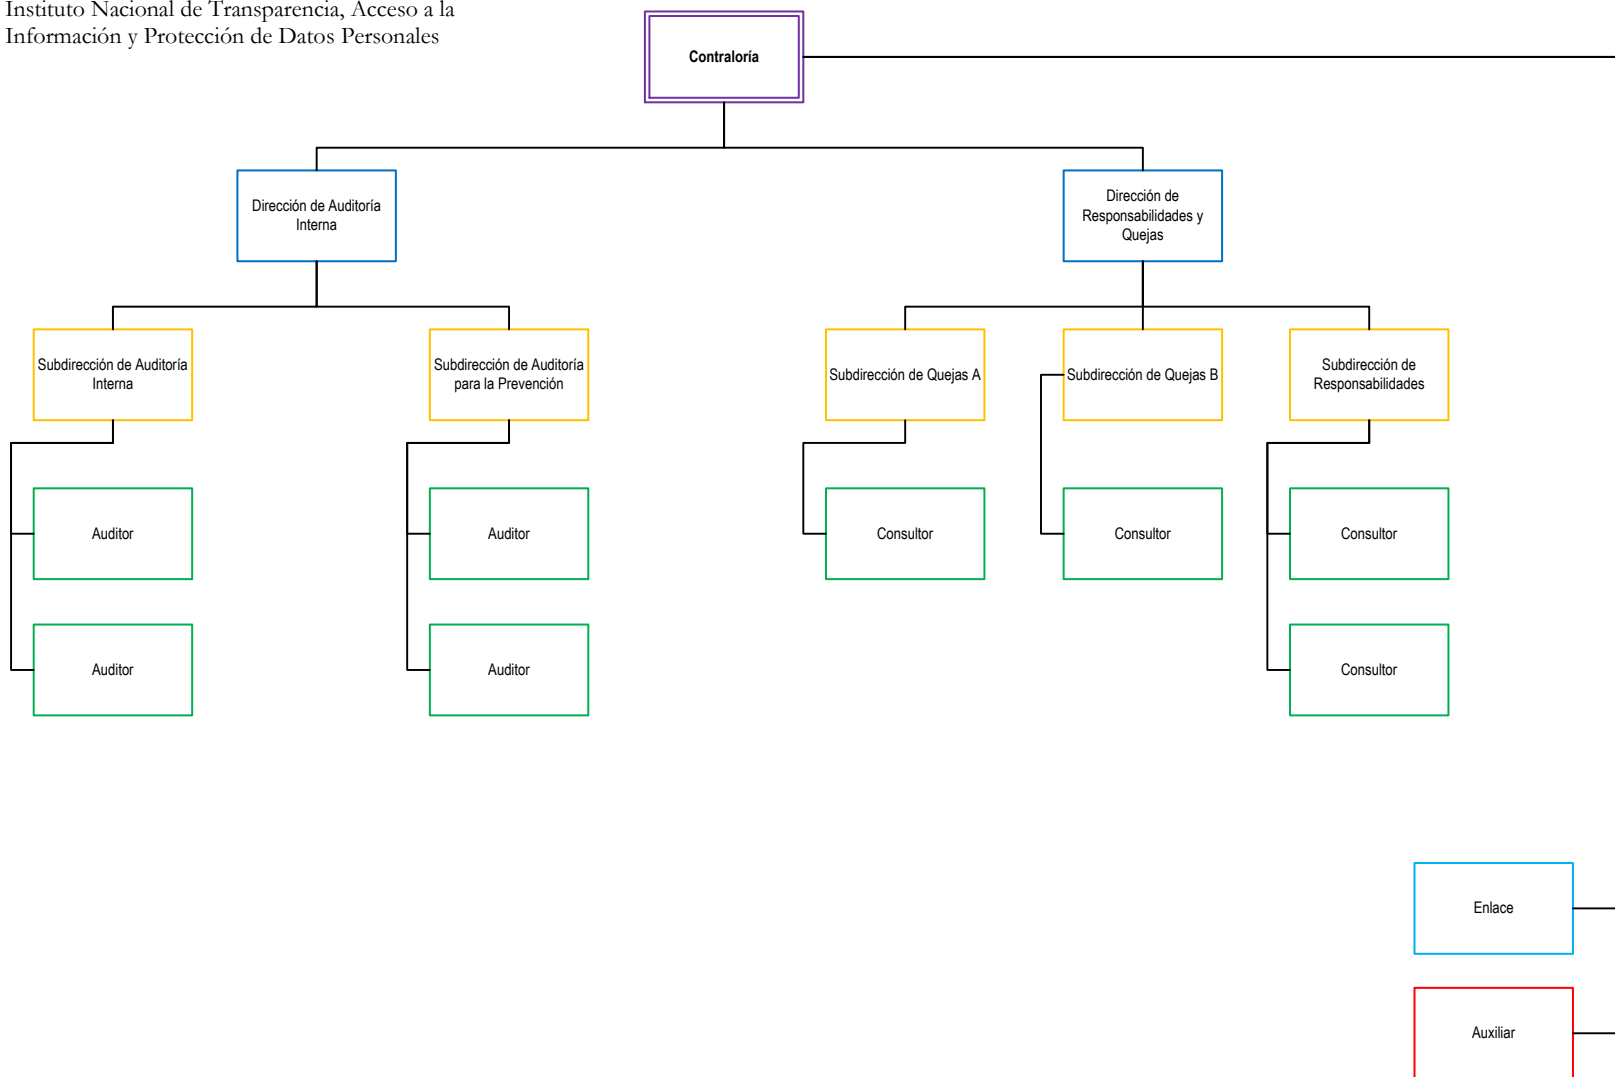 Instituto Nacional de Transparencia, Acceso a la
Información y Protección de Datos Personales
Contraloría
Dirección de Auditoría
Interna
Dirección de
Responsabilidades y
Quejas
Subdirección de Auditoría
Interna
Subdirección de Auditoría
para la Prevención
Subdirección de Quejas A
Subdirección de Quejas B
Subdirección de
Responsabilidades
Auditor
Auditor
Consultor
Consultor
Consultor
Auditor
Auditor
Consultor
Enlace
Auxiliar